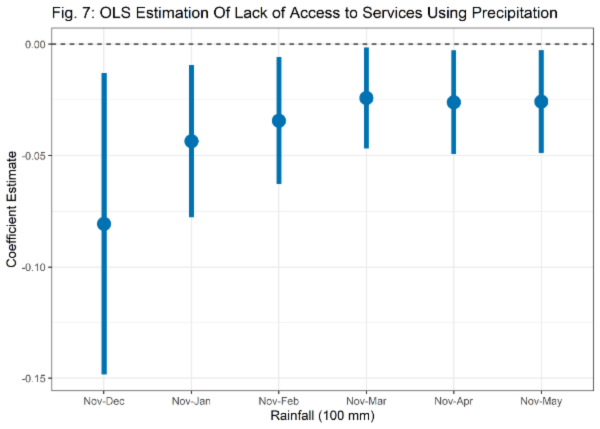 Fig. 7: OLS Estimation Of Lack of Access to Services Using Precipitation
0.00
-0.05
-0.10
-0.15
Coefficient Estimate
Nov-Dec Nov-Jan Nov-Feb Nov-Mar Nov-Apr Nov-May
Rainfall (100 mm)